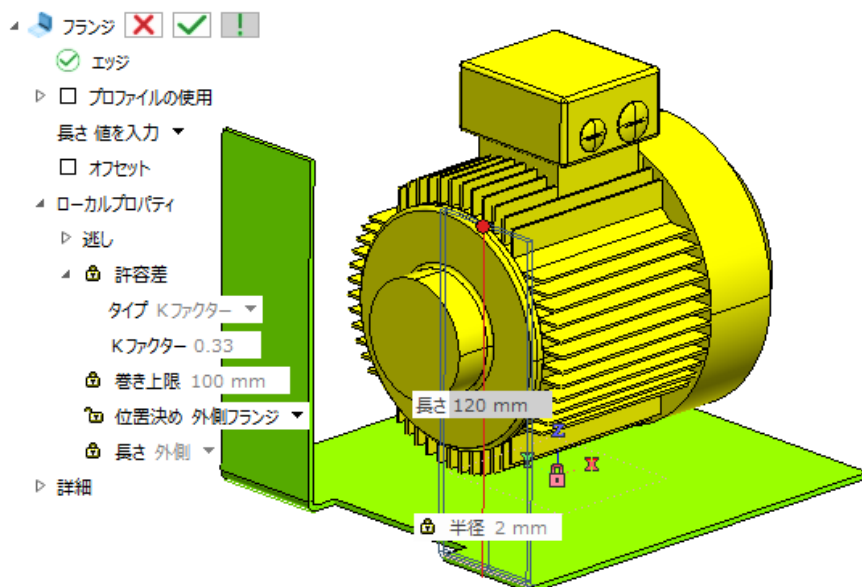 フランジ
エッジ
プロファイルの使用
長さ 値を入力
オフセット
ローカルプロパティ
逃し
許容差
タイプ Kファクター
Kファクター 0.33
巻き上限 100 mm
位置決め 外側フランジ
長さ 外側
詳細
長さ 120 mm
Z
Y
X
半径 2 mm